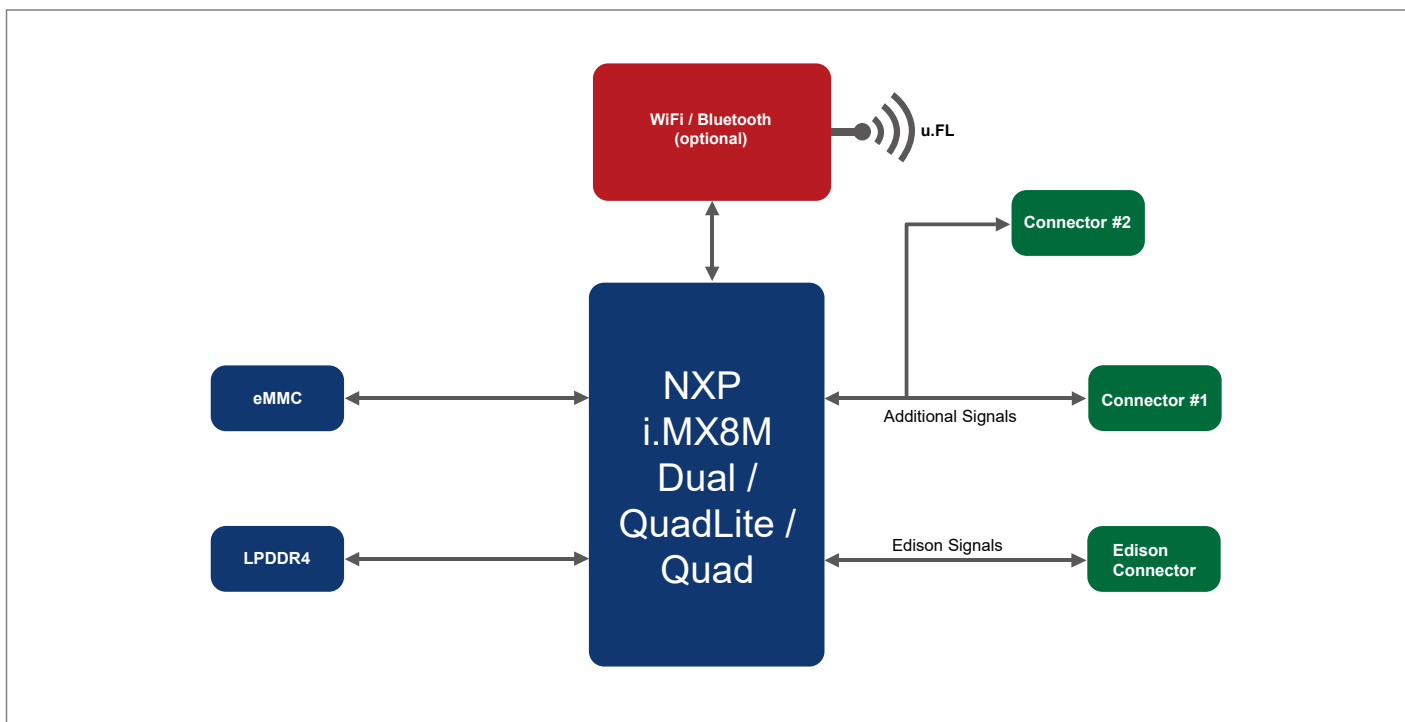 WiFi / Bluetooth
(optional)
u.FL
Connector #2
NXP
i.MX8M
Dual /
QuadLite /
Quad
eMMC
Connector #1
Additional Signals
LPDDR4
Edison Signals
Edison
Connector